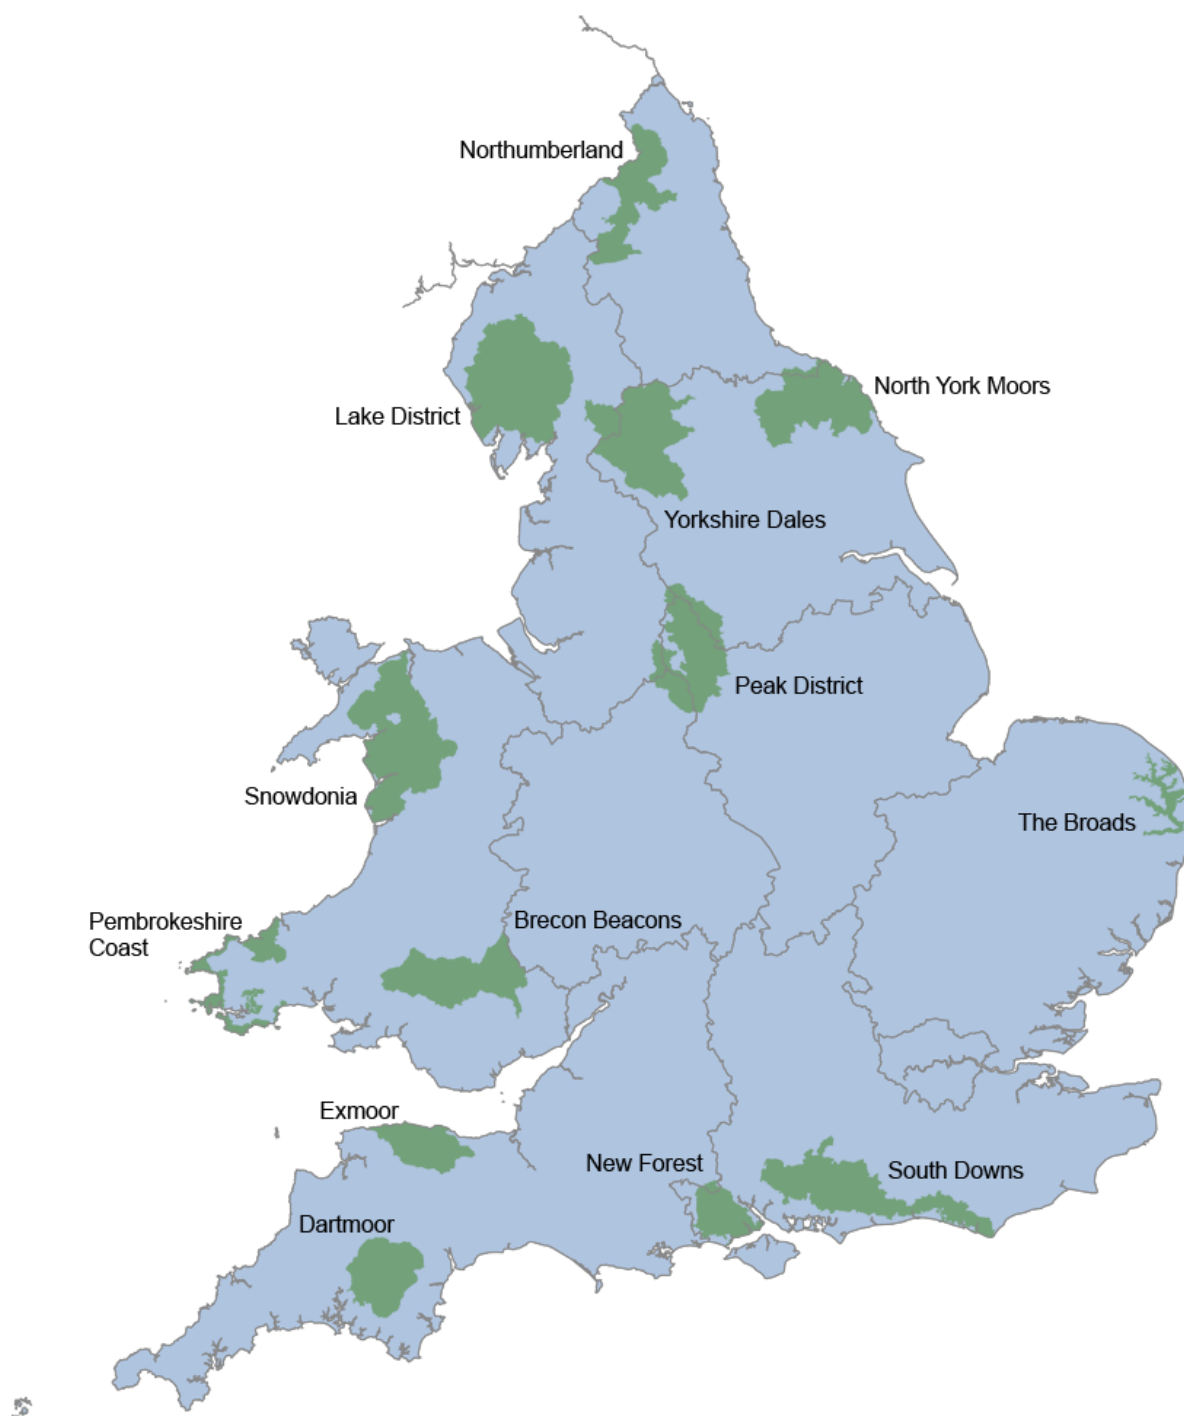 Northumberland
North York Moors
Lake District
Yorkshire Dales
Peak District
Snowdonia
The Broads
Pembrokeshire
Coast
Brecon Beacons
Exmoor
New Forest
South Downs
Dartmoor